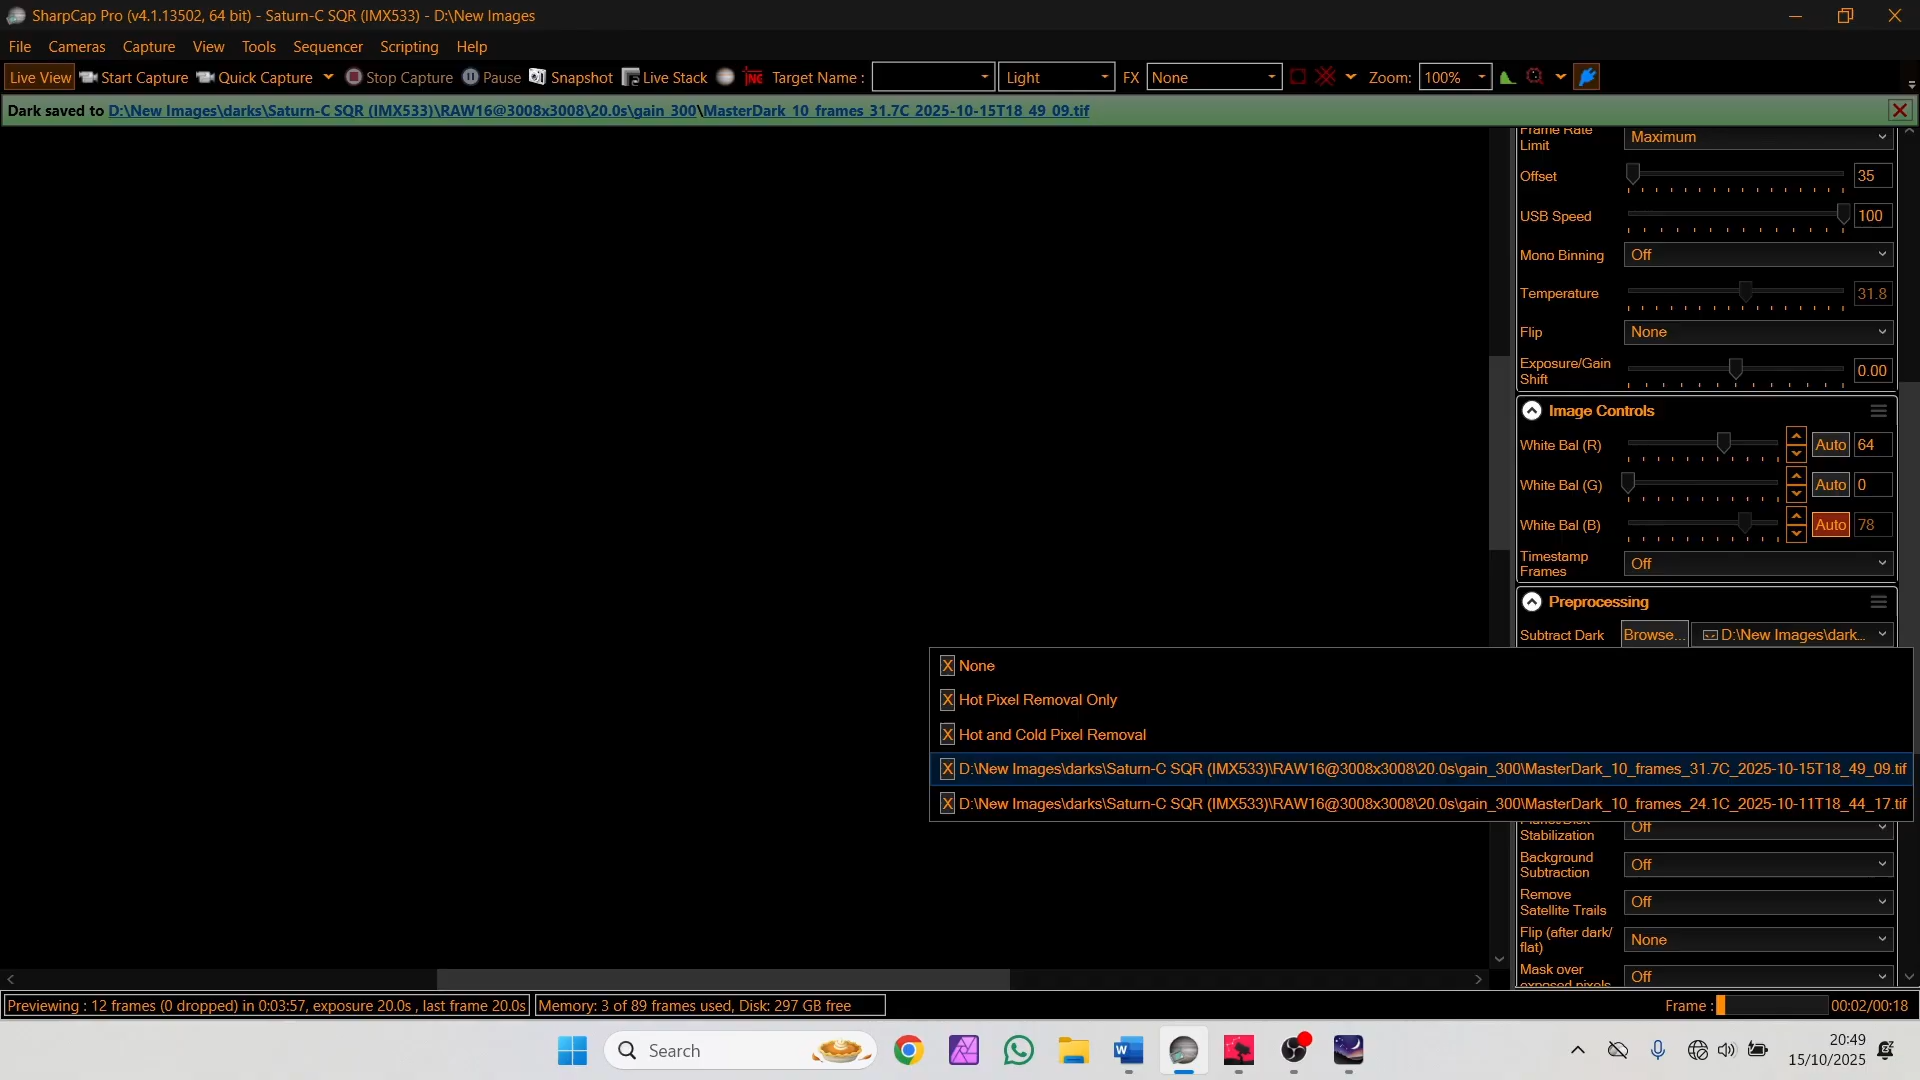 SharpCap Pro (v4.1.13502, 64 bit) - Saturn-C SQR (IMX533) - D:\New Images
File Cameras Capture View Tools Sequencer Scripting Help
Live View Start Capture Quick Capture Stop Capture Pause Snapshot Live Stack Target Name : Light FX None Zoom: 100%
Dark saved to D:\New Images\darks\Saturn-C SQR (IMX533)\RAW16@3008x3008\20.0s\gain_300\MasterDark_10_frames_31.7C_2025-10-15T18_49_09.tif
Frame Rate
Limit Maximum
Offset 35
USB Speed 100
Mono Binning Off
Temperature 31.8
Flip None
Exposure/Gain
Shift 0.00
Image Controls
White Bal (R) Auto 64
White Bal (G) Auto 0
White Bal (B) Auto 78
Timestamp
Frames Off
Preprocessing
Subtract Dark Browse... D:\New Images\dark...
X None
X Hot Pixel Removal Only
X Hot and Cold Pixel Removal
X D:\New Images\darks\Saturn-C SQR (IMX533)\RAW16@3008x3008\20.0s\gain_300\MasterDark_10_frames_31.7C_2025-10-15T18_49_09.tif
X D:\New Images\darks\Saturn-C SQR (IMX533)\RAW16@3008x3008\20.0s\gain_300\MasterDark_10_frames_24.1C_2025-10-11T18_44_17.tif
Stabilization Off
Background
Subtraction Off
Remove
Satellite Trails Off
Flip (after dark/
flat) None
Mask over
exposed pixels Off
Previewing : 12 frames (0 dropped) in 0:03:57, exposure 20.0s , last frame 20.0s Memory: 3 of 89 frames used, Disk: 297 GB free Frame : 00:02/00:18
Search
20:49
15/10/2025